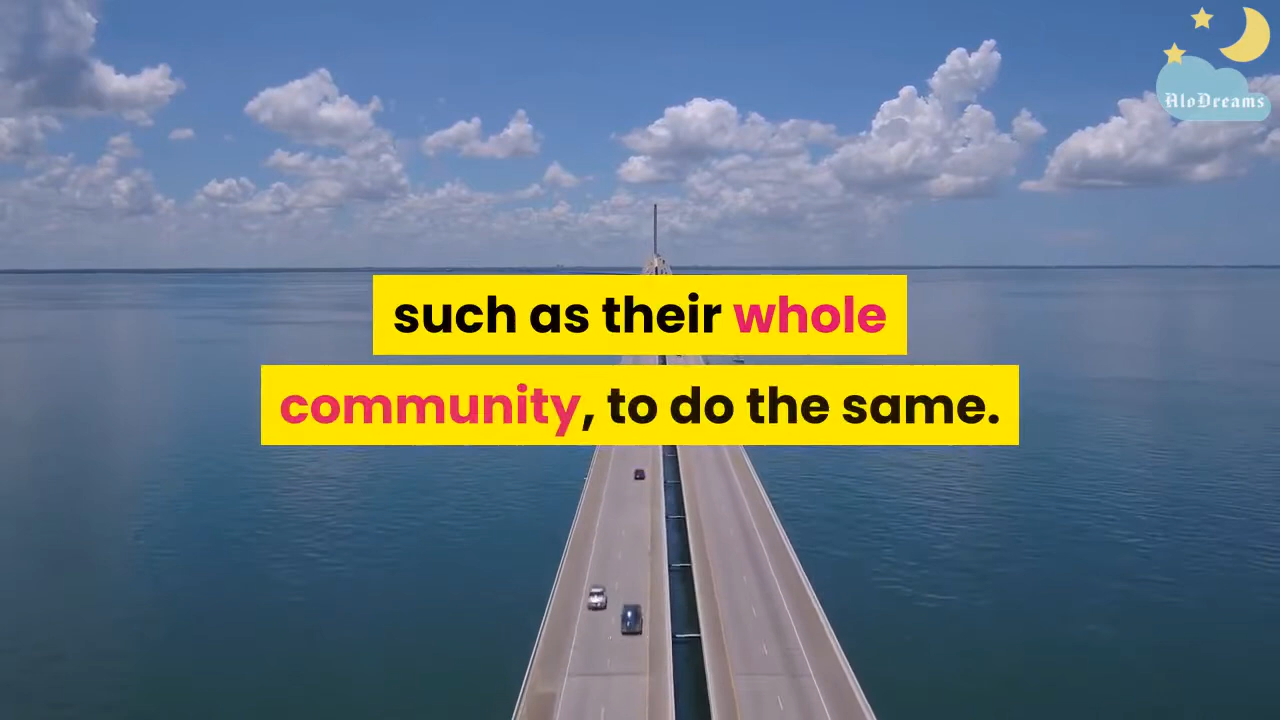 AloDreams
such as their whole
community, to do the same.